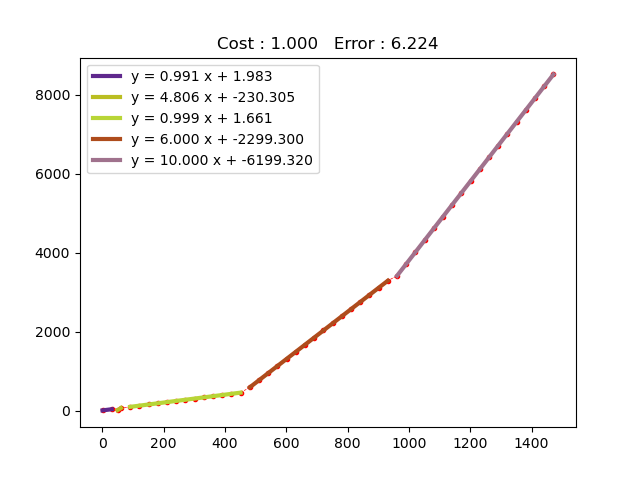 Cost : 1.000   Error : 6.224
y = 0.991 x + 1.983
y = 4.806 x + -230.305
y = 0.999 x + 1.661
y = 6.000 x + -2299.300
y = 10.000 x + -6199.320
8000
6000
4000
2000
0
0 200 400 600 800 1000 1200 1400